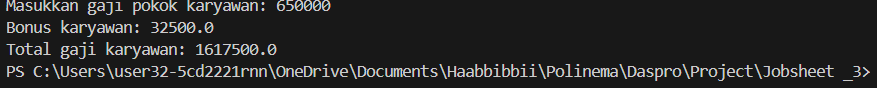 Masukkan gaji pokok karyawan: 650000
Bonus karyawan: 32500.0
Total gaji karyawan: 1617500.0
PS C:\Users\user32-5cd2221rnn\OneDrive\Documents\Haabbibbii\Polinema\Daspro\Project\Jobsheet _3>